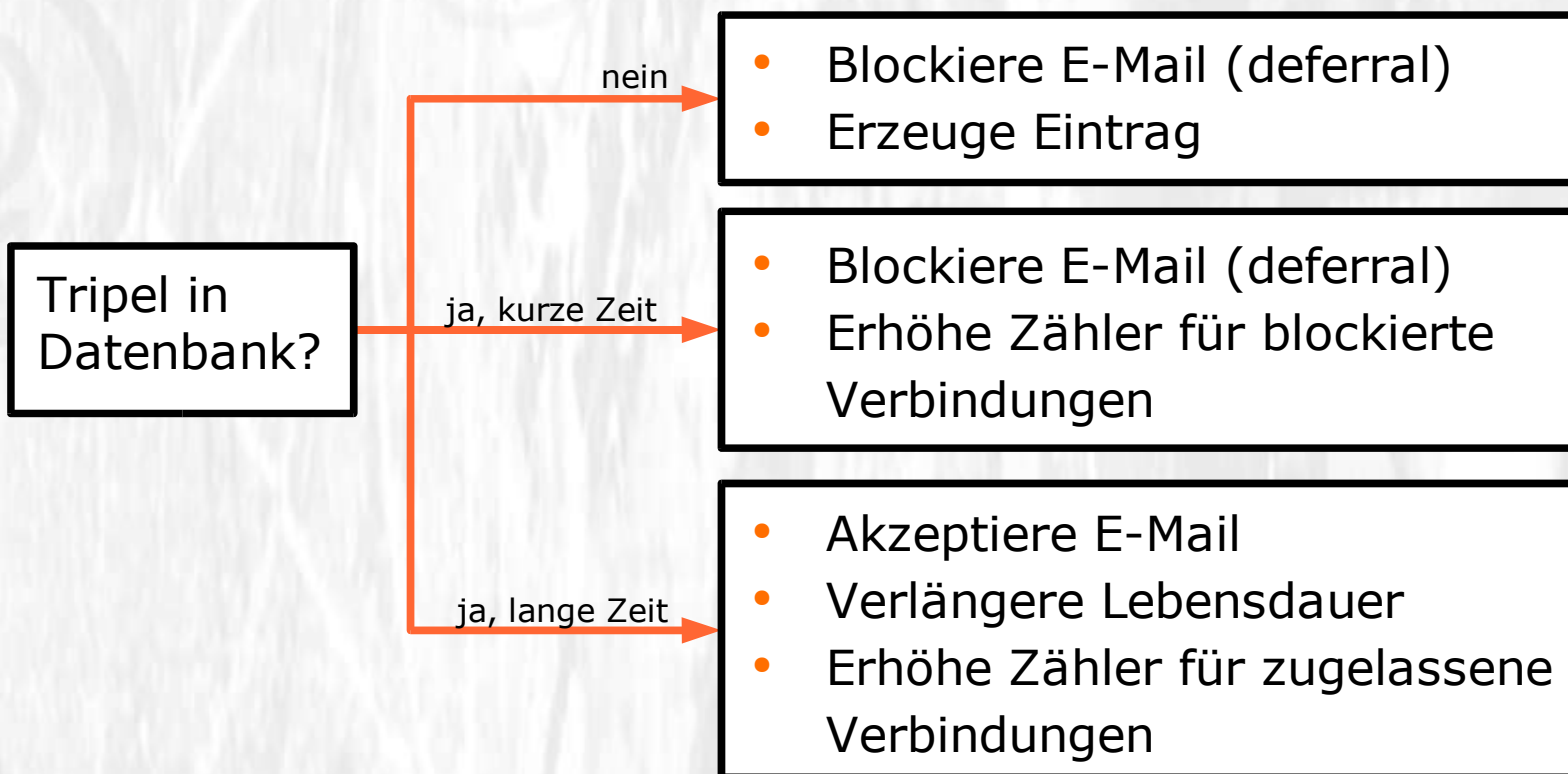 Tripel in
Datenbank?
nein
• Blockiere E-Mail (deferral)
• Erzeuge Eintrag
ja, kurze Zeit
• Blockiere E-Mail (deferral)
• Erhöhe Zähler für blockierte
Verbindungen
ja, lange Zeit
• Akzeptiere E-Mail
• Verlängere Lebensdauer
• Erhöhe Zähler für zugelassene
Verbindungen